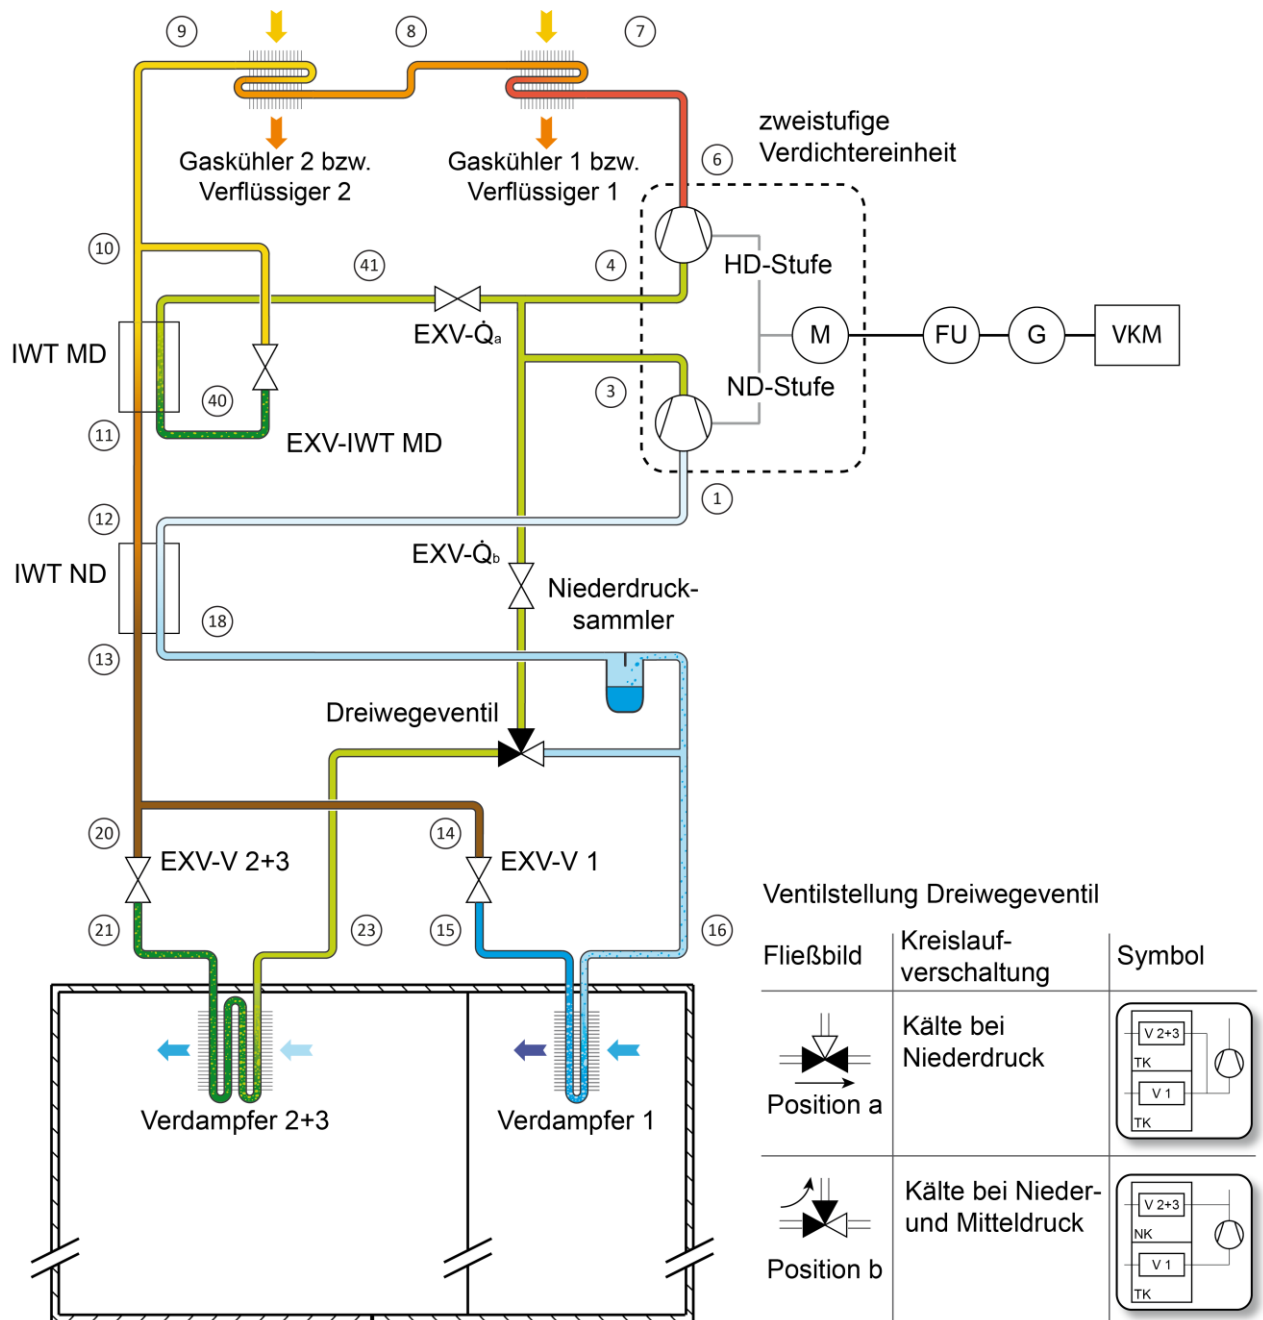 9
8
7
zweistufige
Verdichtereinheit
Gaskühler 2 bzw.
Verflüssiger 2
Gaskühler 1 bzw.
Verflüssiger 1
6
10
41
4
HD-Stufe
EXV-Q̇a
IWT MD
M
FU
G
VKM
40
3
ND-Stufe
11
EXV-IWT MD
1
12
EXV-Q̇b
IWT ND
Niederdruck-
sammler
18
13
Dreiwegeventil
20
EXV-V 2+3
14
EXV-V 1
21
23
15
16
Verdampfer 2+3
Verdampfer 1
Ventilstellung Dreiwegeventil
Fließbild
Kreislauf-
verschaltung
Symbol
Position a
Kälte bei
Niederdruck
V 2+3
TK
V 1
TK
Position b
Kälte bei Nieder-
und Mitteldruck
V 2+3
NK
V 1
TK